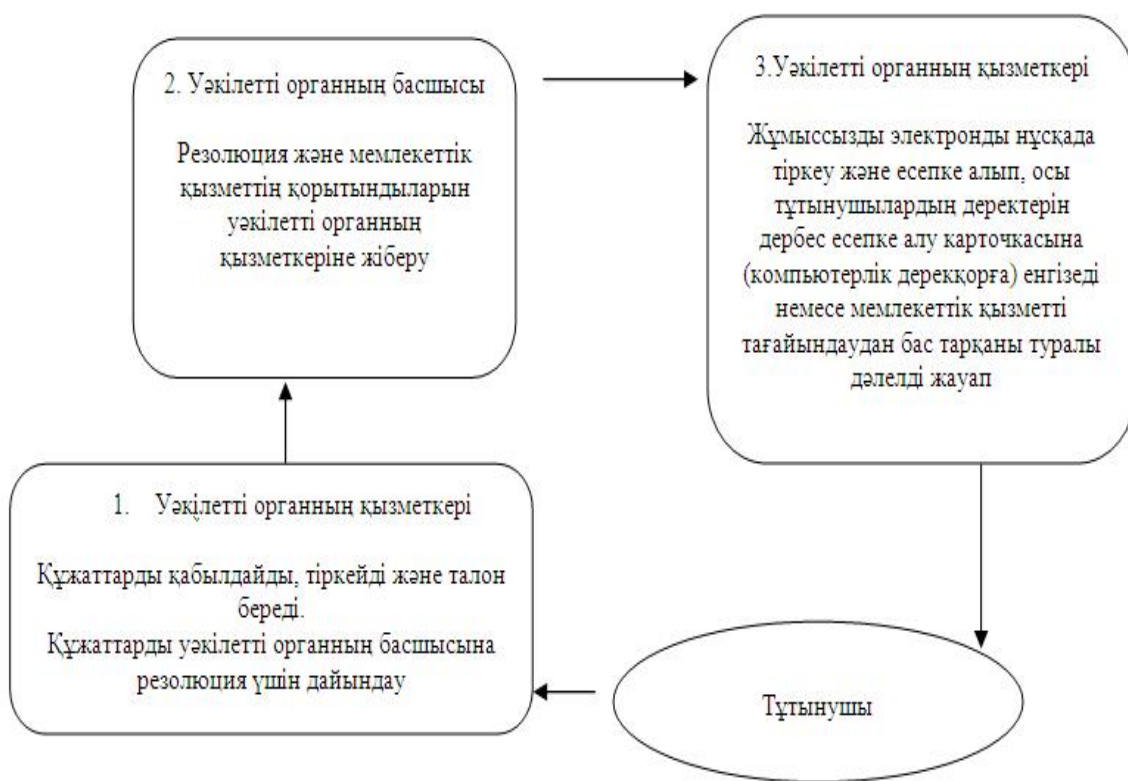 2. Уәкілетті органның басшысы
Резолюция және мемлекеттік
қызметтің қорытындыларын
уәкілетті органның
қызметкеріне жіберу
3.Уәкілетті органның қызметкері
Жұмыссызды электронды нұсқада
тіркеу және есепке алып, осы
тұтынушылардың деректерін
дербес есепке алу карточкасына
(компьютерлік дерекқорға) енгізеді
немесе мемлекеттік қызметті
тағайындаудан бас тарқаны туралы
дәлелді жауап
1. Уәкілетті органның қызметкері
Құжаттарды қабылдайды, тіркейді және талон
береді.
Құжаттарды уәкілетті органның басшысына
резолюция үшін дайындау
Тұтынушы